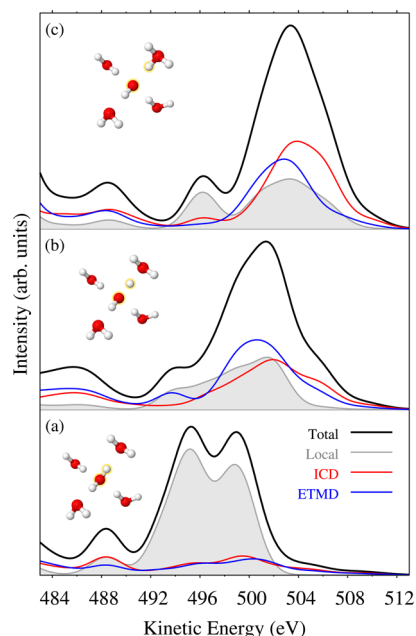 (c)
(b)
(a)
Total
Local
ICD
ETMD
484 488 492 496 500 504 508 512
Kinetic Energy (eV)
Intensity (arb. units)